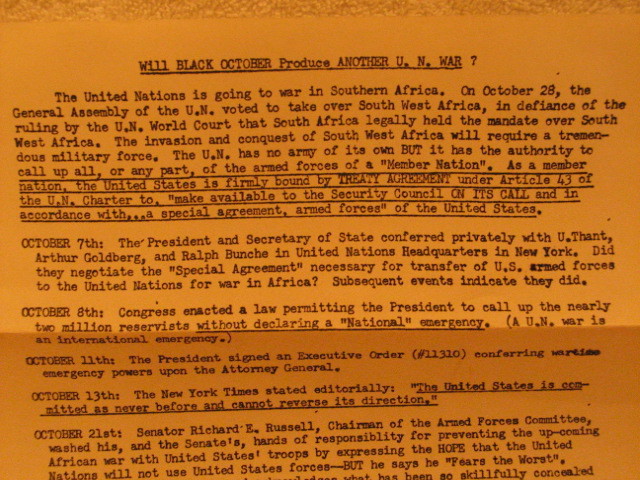 Will BLACK OCTOBER Produce ANOTHER U. N. WAR ?
The United Nations is going to war in Southern Africa. On October 28, the
General Assembly of the U.N. voted to take over South West Africa, in defiance of the
ruling by the U.N. World Court that South Africa legally held the mandate over South
West Africa. The invasion and conquest of South West Africa will require a tremen-
dous military force. The U.N. has no army of its own BUT it has the authority to
call up all, or any part, of the armed forces of a "Member Nation". As a member
nation, the United States is firmly bound by TREATY AGREEMENT under Article 43 of
the U.N. Charter to, "make available to the Security Council ON ITS CALL and in
accordance with...a special agreement, armed forces" of the United States.
OCTOBER 7th: The President and Secretary of State conferred privately with U.Thant,
Arthur Goldberg, and Ralph Bunche in United Nations Headquarters in New York. Did
they negotiate the "Special Agreement" necessary for transfer of U.S. armed forces
to the United Nations for war in Africa? Subsequent events indicate they did.
OCTOBER 8th: Congress enacted a law permitting the President to call up the nearly
two million reservists without declaring a "National" emergency. (A U.N. war is
an international emergency.)
OCTOBER 11th: The President signed an Executive Order (#11310) conferring wartime
emergency powers upon the Attorney General.
OCTOBER 13th: The New York Times stated editorially: "The United States is com-
mitted as never before and cannot reverse its direction."
OCTOBER 21st: Senator Richard E. Russell, Chairman of the Armed Forces Committee,
washed his, and the Senate's, hands of responsiblity for preventing the up-coming
African war with United States' troops by expressing the HOPE that the United
Nations will not use United States forces—BUT he says he "Fears the Worst".
what has been so skillfully concealed